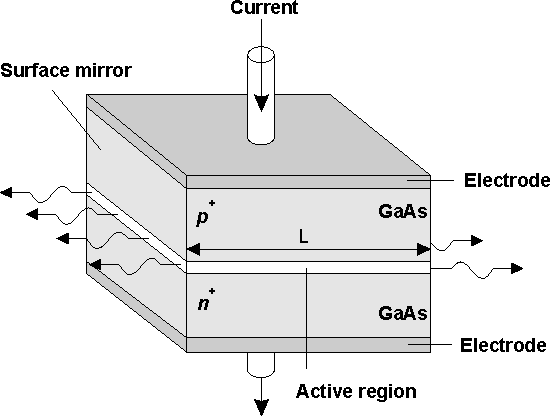 Current
Surface mirror
Electrode
p+
GaAs
L
n+
GaAs
Electrode
Active region